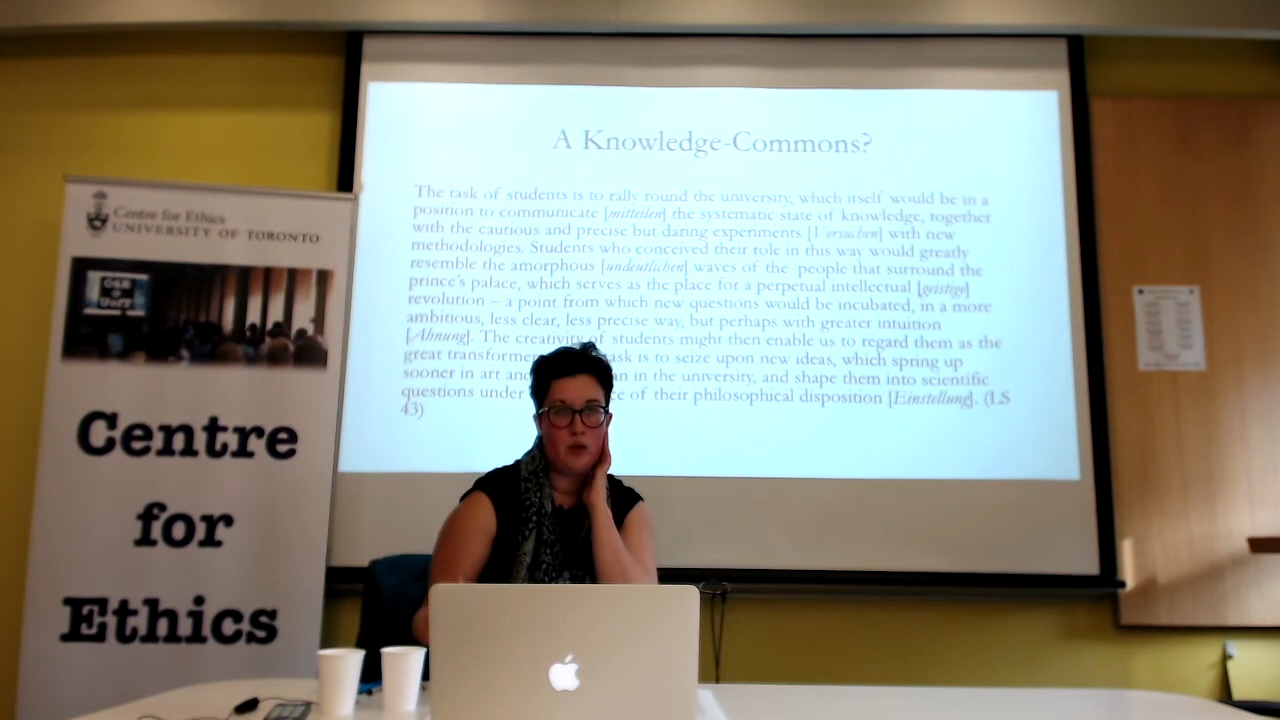 A Knowledge-Commons?
The task of students is to rally round the university, which itself would be in a
position to communicate [mitteilen] the systematic state of knowledge, together
with the cautious and precise but daring experiments [Versuchen] with new
methodologies. Students who conceived their role in this way would greatly
resemble the amorphous [undeutlichen] waves of the people that surround the
prince's palace, which serves as the place for a perpetual intellectual [geistige]
revolution – a point from which new questions would be incubated, in a more
ambitious, less clear, less precise way, but perhaps with greater intuition
[Ahnung]. The creativity of students might then enable us to regard them as the
great transformer ask is to seize upon new ideas, which spring up
sooner in art and an in the university, and shape them into scientific
questions under ce of their philosophical disposition [Einstellung]. (LS
43)
Centre for Ethics
UNIVERSITY OF TORONTO
C4E
@
UofT
Centre
for
Ethics